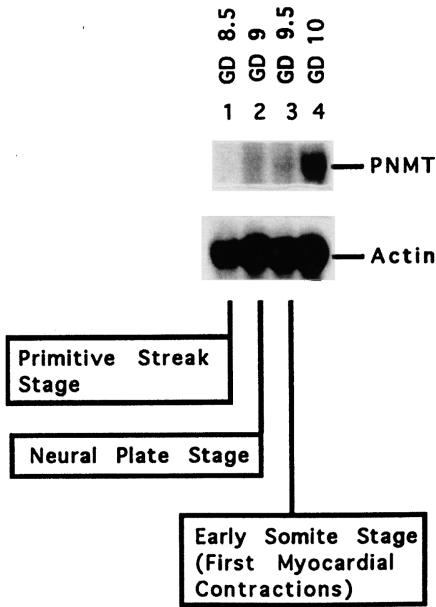 GD 8.5
GD 9
GD 9.5
GD 10
1 2 3 4
PNMT
Actin
Primitive Streak
Stage
Neural Plate Stage
Early Somite Stage
(First Myocardial
Contractions)